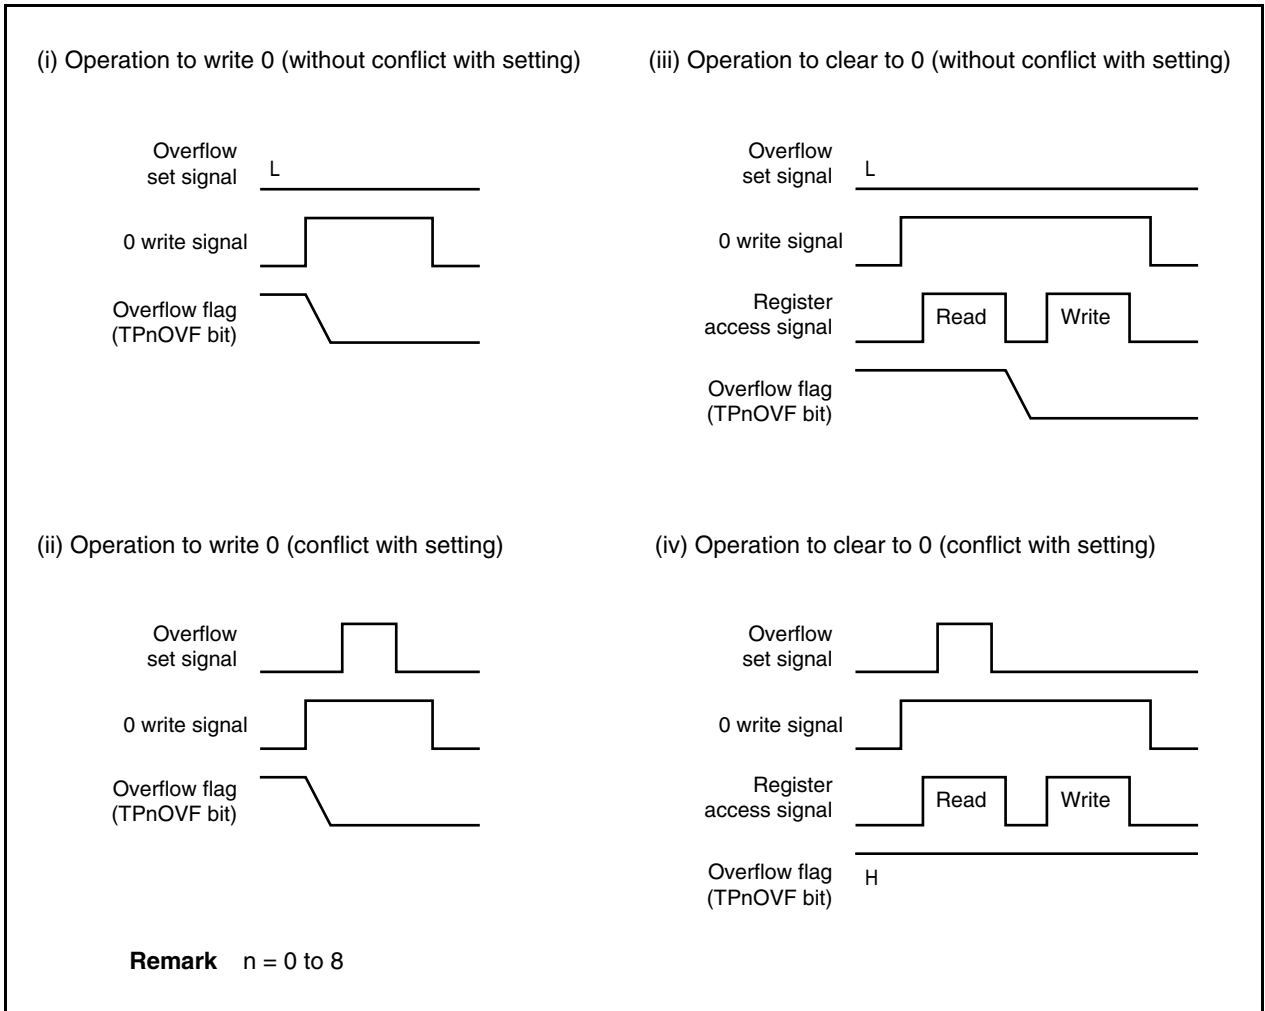 (i) Operation to write 0 (without conflict with setting)
Overflow
set signal
L
0 write signal
Overflow flag
(TPnOVF bit)
(iii) Operation to clear to 0 (without conflict with setting)
Overflow
set signal
L
0 write signal
Register
access signal
Read
Write
Overflow flag
(TPnOVF bit)
(ii) Operation to write 0 (conflict with setting)
Overflow
set signal
0 write signal
Overflow flag
(TPnOVF bit)
(iv) Operation to clear to 0 (conflict with setting)
Overflow
set signal
0 write signal
Register
access signal
Read
Write
Overflow flag
(TPnOVF bit)
H
Remark n = 0 to 8